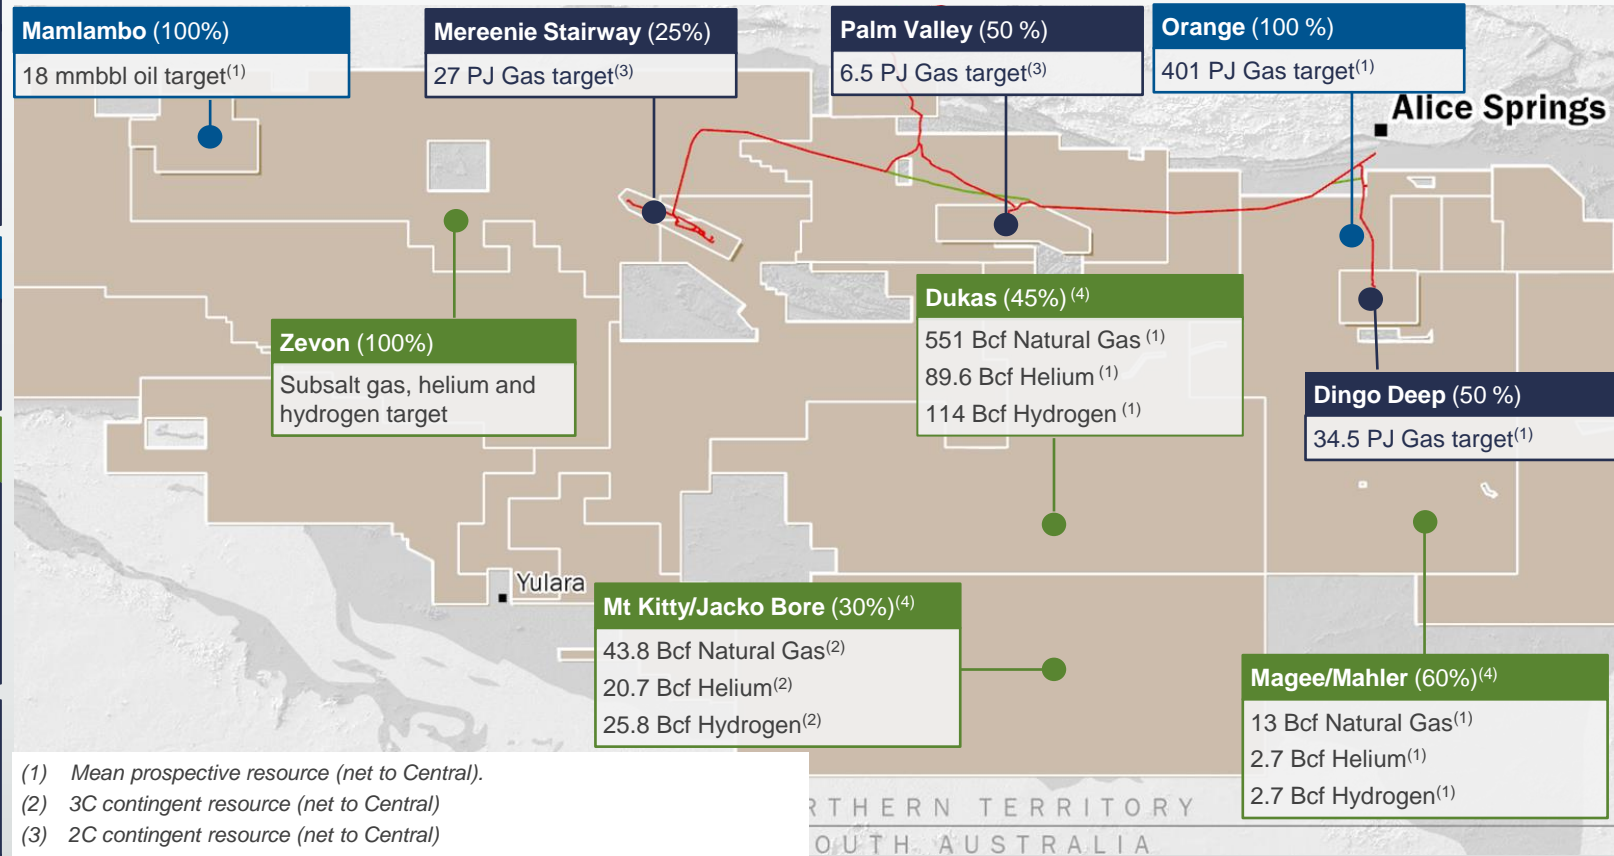 Mamlambo (100%)
18 mmbbl oil target(1)
Mereenie Stairway (25%)
27 PJ Gas target(3)
Palm Valley (50 %)
6.5 PJ Gas target(3)
Orange (100 %)
401 PJ Gas target(1)
Alice Springs
Zevon (100%)
Subsalt gas, helium and
hydrogen target
Dukas (45%) (4)
551 Bcf Natural Gas (1)
89.6 Bcf Helium (1)
114 Bcf Hydrogen (1)
Dingo Deep (50 %)
34.5 PJ Gas target(1)
Yulara
Mt Kitty/Jacko Bore (30%)(4)
43.8 Bcf Natural Gas(2)
20.7 Bcf Helium(2)
25.8 Bcf Hydrogen(2)
Magee/Mahler (60%)(4)
13 Bcf Natural Gas(1)
2.7 Bcf Helium(1)
2.7 Bcf Hydrogen(1)
(1) Mean prospective resource (net to Central).
(2) 3C contingent resource (net to Central)
(3) 2C contingent resource (net to Central)
RTHERN TERRITORY
OUTH AUSTRALIA